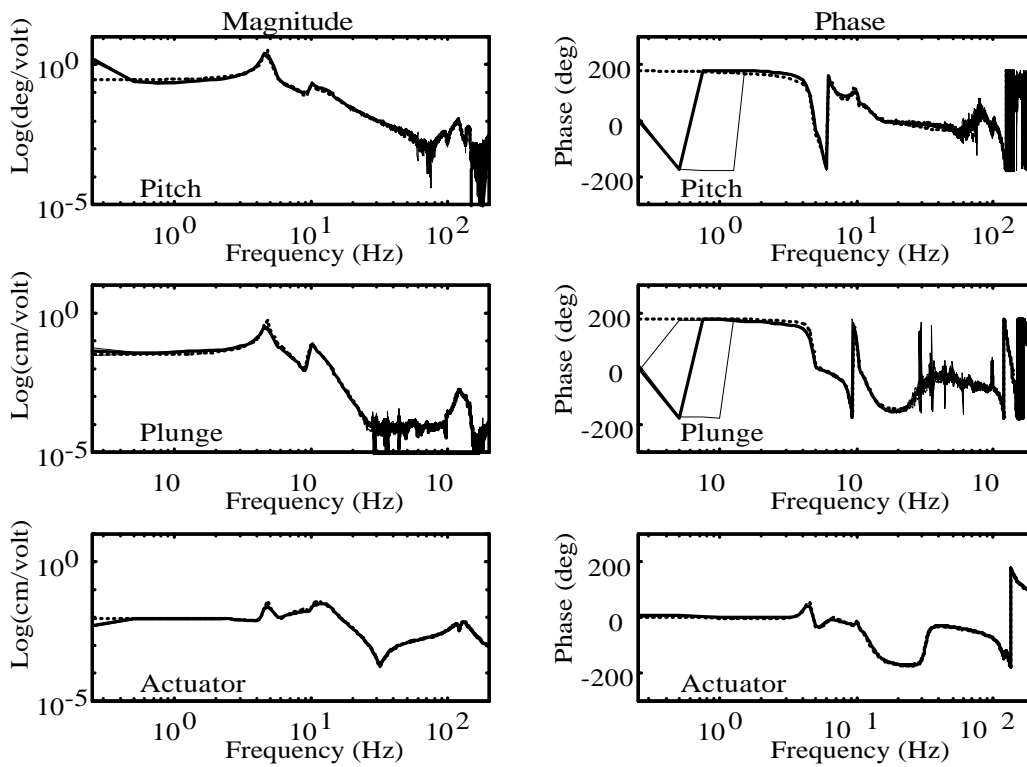 Magnitude
Phase
Log(deg/volt)
10^0
10^-5
Pitch
10^0 10^1 10^2
Frequency (Hz)
Phase (deg)
200
0
-200
Pitch
10^0 10^1 10^2
Frequency (Hz)
Log(cm/volt)
10^0
10^-5
Plunge
10 10 10
Frequency (Hz)
Phase (deg)
200
0
-200
Plunge
10 10 10
Frequency (Hz)
Log(cm/volt)
10^0
10^-5
Actuator
10^0 10^1 10^2
Frequency (Hz)
Phase (deg)
200
0
-200
Actuator
10^0 10^1 10^2
Frequency (Hz)